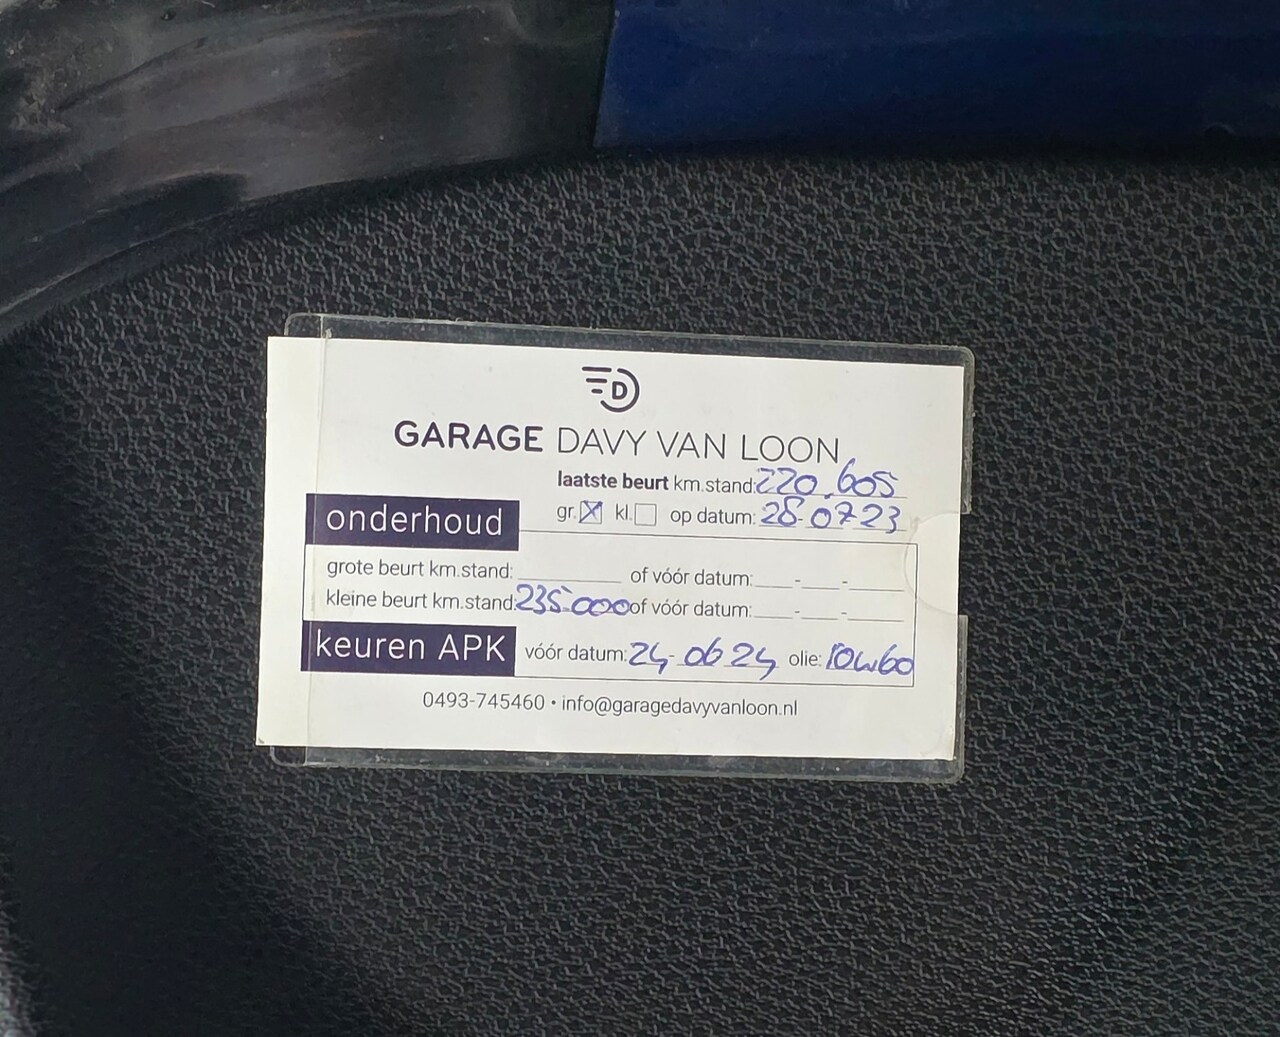 D
GARAGE DAVY VAN LOON
laatste beurt km.stand: 220.605
gr. ☒ kl. ☐ op datum: 28-07-23
onderhoud
grote beurt km.stand: of vóór datum: - -
kleine beurt km.stand: 235.000 of vóór datum: - -
keuren APK vóór datum: 24-06-24 olie: 10w60
0493-745460 • info@garagedavyvanloon.nl